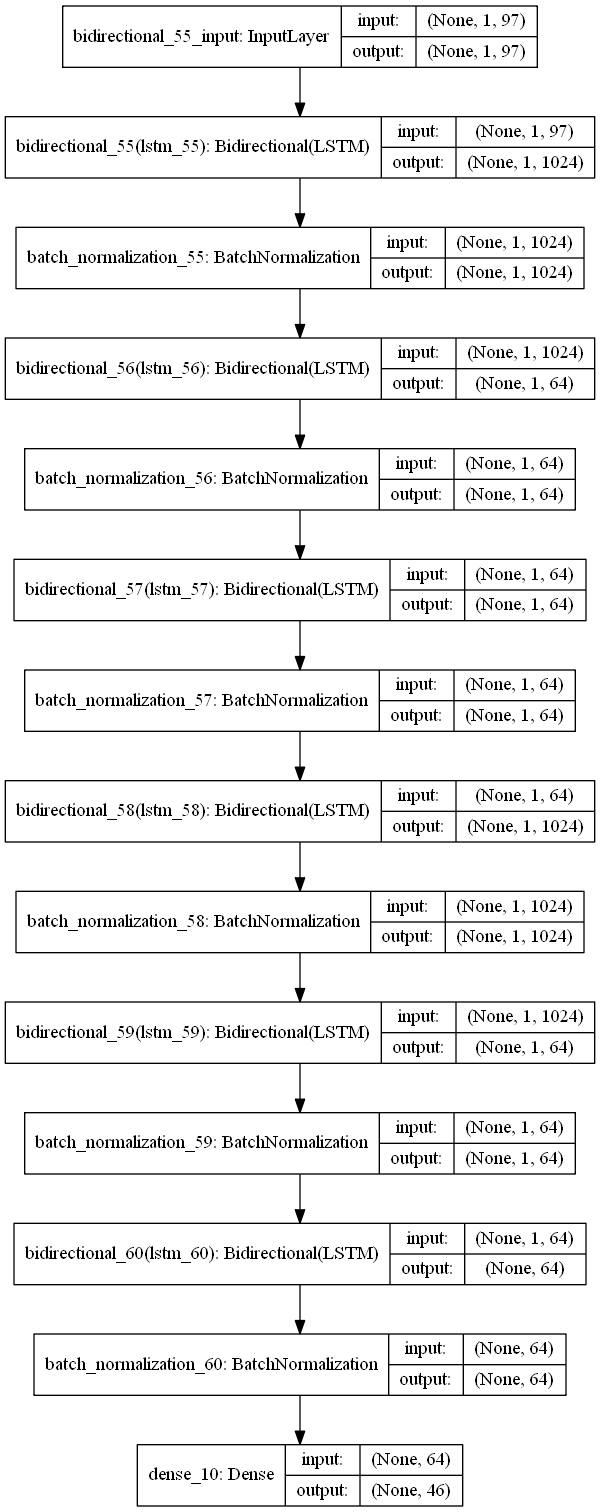 bidirectional_55_input: InputLayer
input: (None, 1, 97)
output: (None, 1, 97)
bidirectional_55(lstm_55): Bidirectional(LSTM)
input: (None, 1, 97)
output: (None, 1, 1024)
batch_normalization_55: BatchNormalization
input: (None, 1, 1024)
output: (None, 1, 1024)
bidirectional_56(lstm_56): Bidirectional(LSTM)
input: (None, 1, 1024)
output: (None, 1, 64)
batch_normalization_56: BatchNormalization
input: (None, 1, 64)
output: (None, 1, 64)
bidirectional_57(lstm_57): Bidirectional(LSTM)
input: (None, 1, 64)
output: (None, 1, 64)
batch_normalization_57: BatchNormalization
input: (None, 1, 64)
output: (None, 1, 64)
bidirectional_58(lstm_58): Bidirectional(LSTM)
input: (None, 1, 64)
output: (None, 1, 1024)
batch_normalization_58: BatchNormalization
input: (None, 1, 1024)
output: (None, 1, 1024)
bidirectional_59(lstm_59): Bidirectional(LSTM)
input: (None, 1, 1024)
output: (None, 1, 64)
batch_normalization_59: BatchNormalization
input: (None, 1, 64)
output: (None, 1, 64)
bidirectional_60(lstm_60): Bidirectional(LSTM)
input: (None, 1, 64)
output: (None, 64)
batch_normalization_60: BatchNormalization
input: (None, 64)
output: (None, 64)
dense_10: Dense
input: (None, 64)
output: (None, 46)